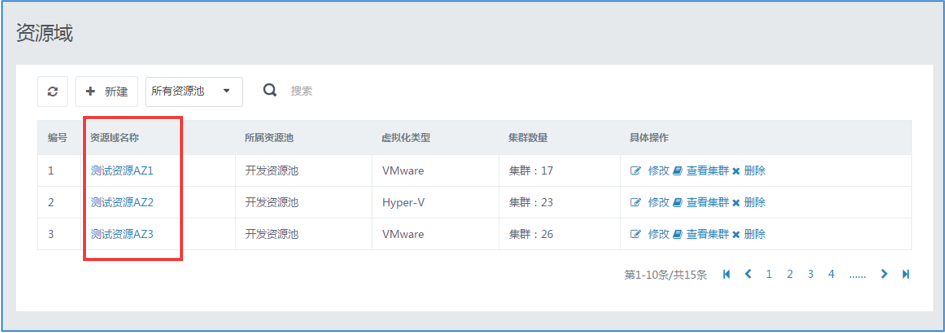 资源域
新建 所有资源池 搜索
编号 资源域名称 所属资源池 虚拟化类型 集群数量 具体操作
1 测试资源AZ1 开发资源池 VMware 集群：17 修改 查看集群 删除
2 测试资源AZ2 开发资源池 Hyper-V 集群：23 修改 查看集群 删除
3 测试资源AZ3 开发资源池 VMware 集群：26 修改 查看集群 删除
第1-10条/共15条 1 2 3 4 ……